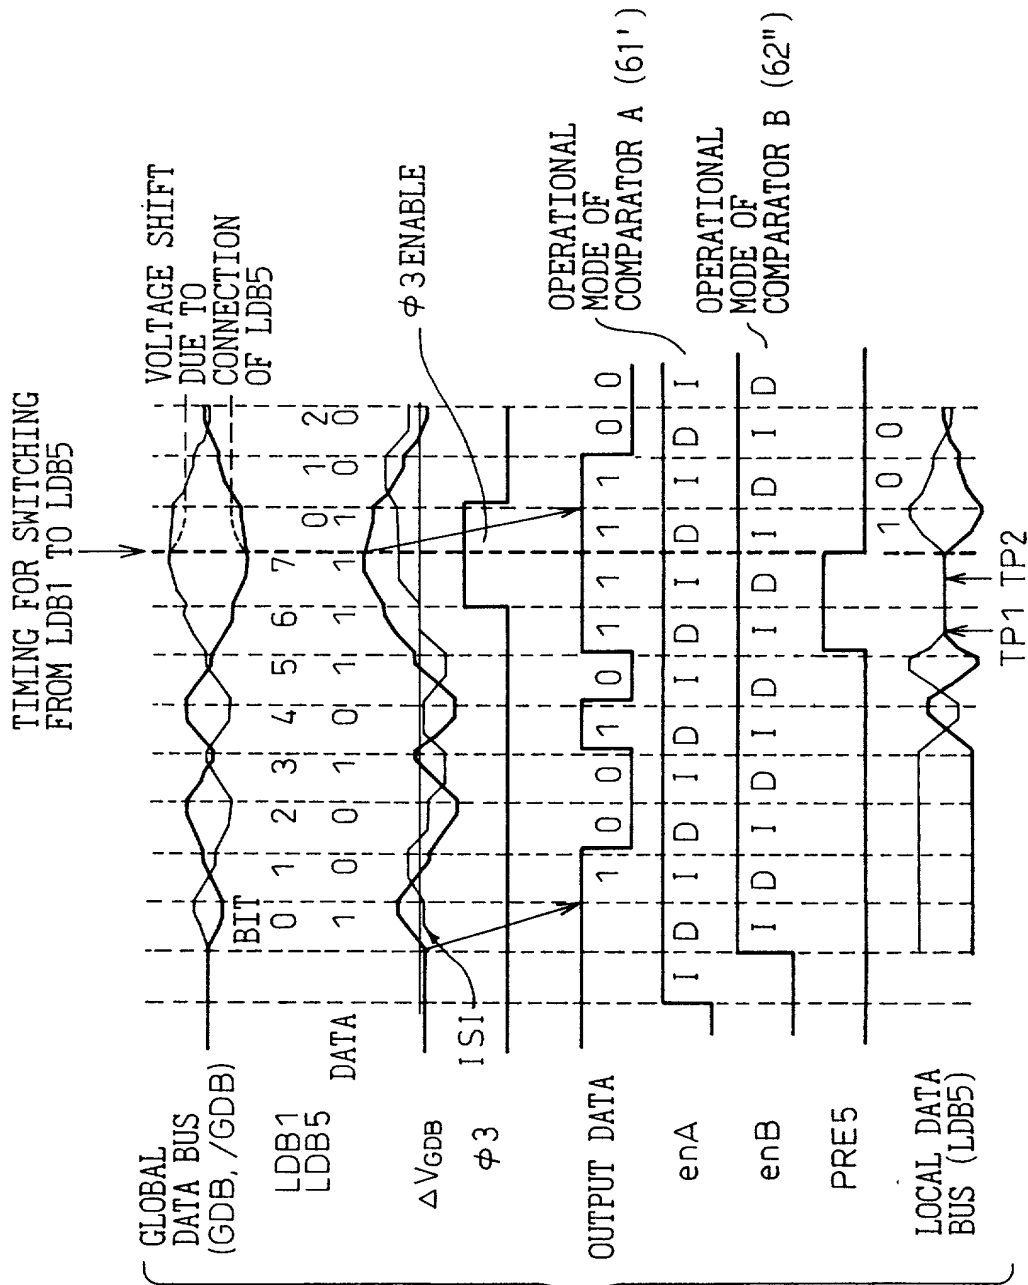 TIMING FOR SWITCHING
FROM LDB1 TO LDB5
VOLTAGE SHIFT
DUE TO
CONNECTION
OF LDB5
GLOBAL
DATA BUS
(GDB, /GDB)
BIT
LDB1 0 1 2 3 4 5 6 7
LDB5 0 1 2
DATA 1 0 0 1 0 1 1 1 1 0 0
ΔVGDB
ISI
φ3
φ3ENABLE
OUTPUT DATA 1 0 0 1 0 1 1 1 1 0 0
OPERATIONAL
MODE OF
COMPARATOR A (61')
enA I D I D I D I D I D I D I
OPERATIONAL
MODE OF
COMPARATOR B (62")
enB I D I D I D I D I D I D
PRE5
LOCAL DATA
BUS (LDB5)
1 0 0
TP1 TP2